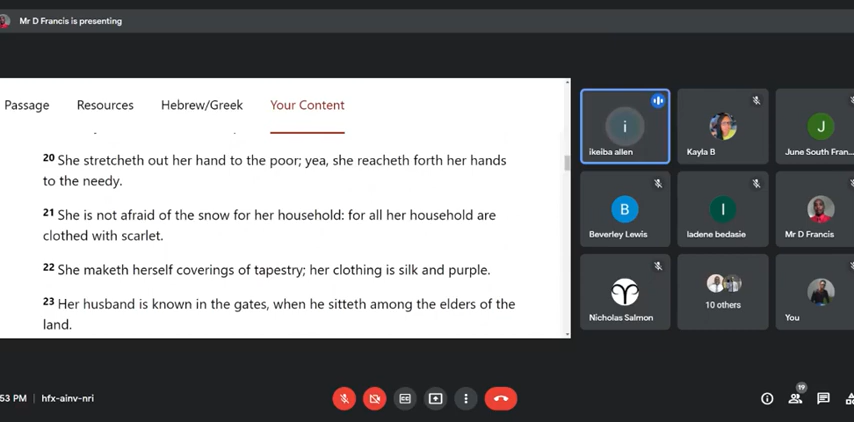 Mr D Francis is presenting
Passage Resources Hebrew/Greek Your Content
20 She stretcheth out her hand to the poor; yea, she reacheth forth her hands
to the needy.
21 She is not afraid of the snow for her household: for all her household are
clothed with scarlet.
22 She maketh herself coverings of tapestry; her clothing is silk and purple.
23 Her husband is known in the gates, when he sitteth among the elders of the
land.
i
ikeiba allen
Kayla B
J
June South Fran...
B
Beverley Lewis
I
ladene bedasie
Mr D Francis
Nicholas Salmon
10 others
You
53 PM | hfx-ainv-nri
CC
19